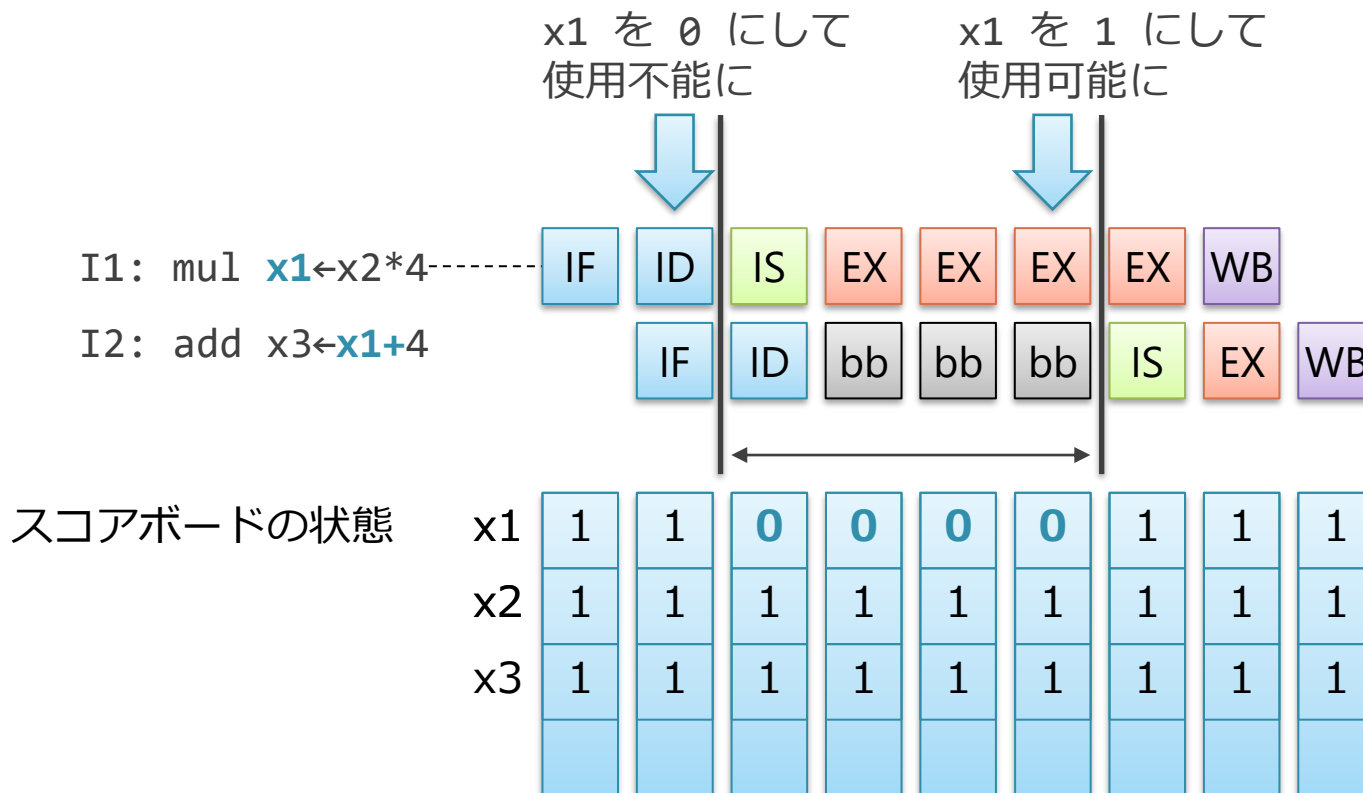 x1 を 0 にして
使用不能に
x1 を 1 にして
使用可能に
I1: mul x1←x2*4
IF ID IS EX EX EX EX WB
I2: add x3←x1+4
IF ID bb bb bb IS EX WB
スコアボードの状態
x1 1 1 0 0 0 0 1 1 1
x2 1 1 1 1 1 1 1 1 1
x3 1 1 1 1 1 1 1 1 1